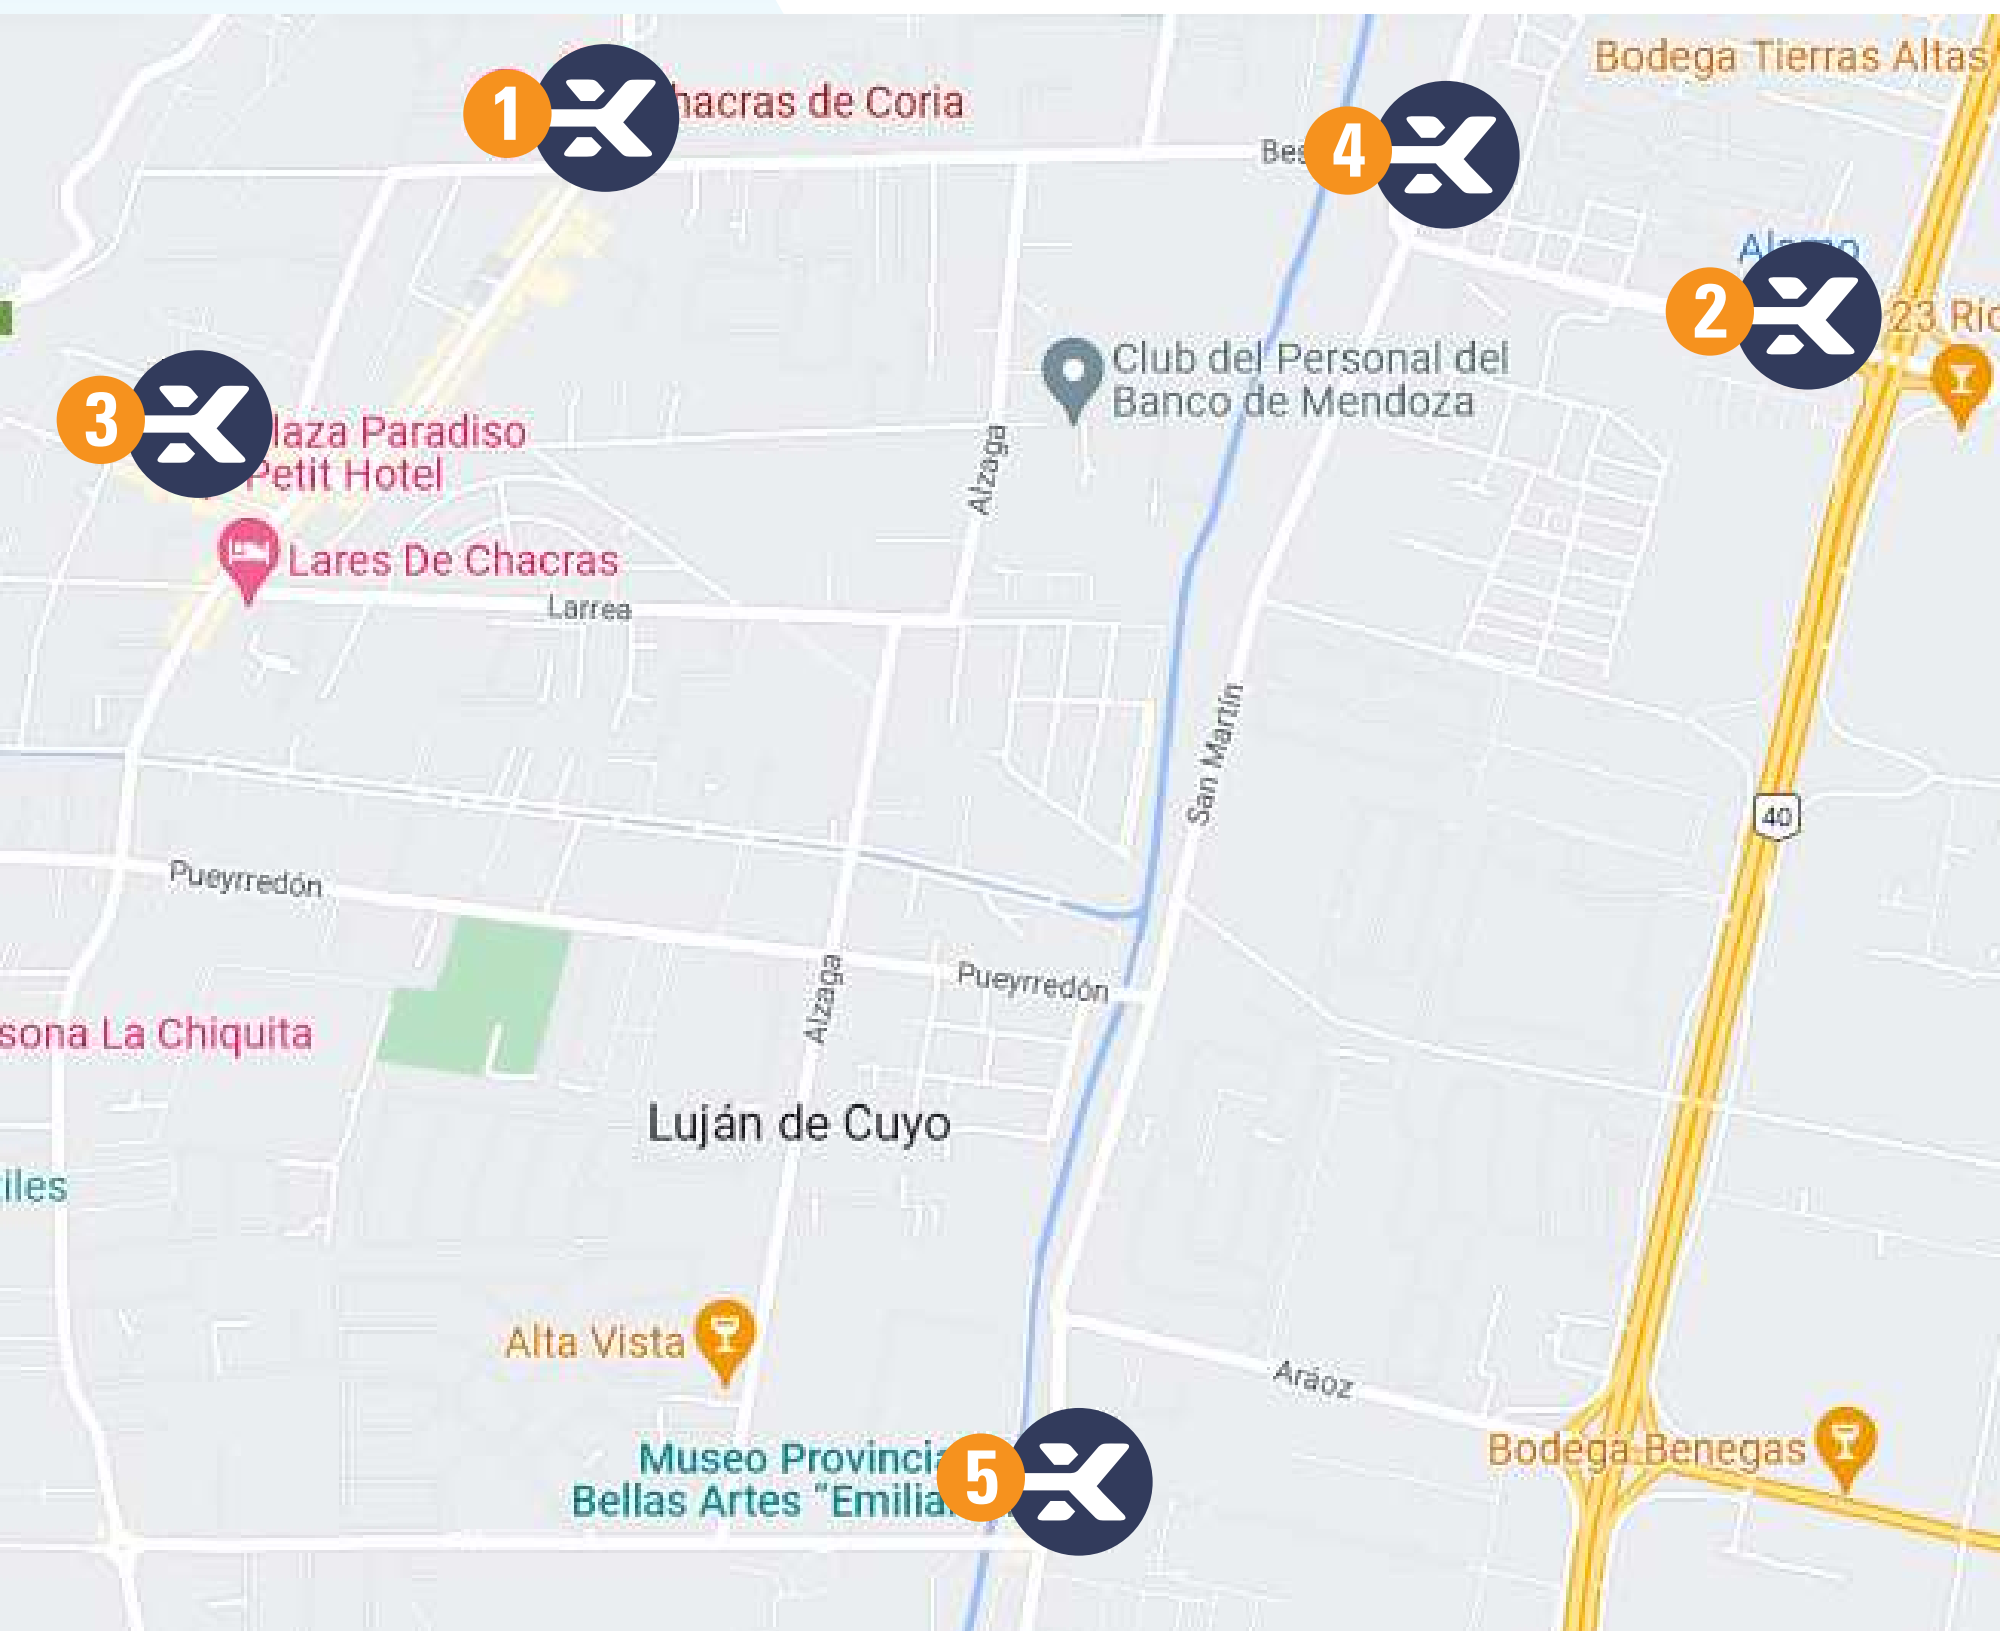 Bodega Tierras Altas
1
hacras de Coria
4
2
3
laza Paradiso
Petit Hotel
Club del Personal del
Banco de Mendoza
Alzaga
Lares De Chacras
Larrea
San Martín
40
Pueyrredón
Pueyrredón
Alzaga
sona La Chiquita
Luján de Cuyo
iles
Alta Vista
Aráoz
Museo Provincia
Bellas Artes “Emilia
5
Bodega Benegas